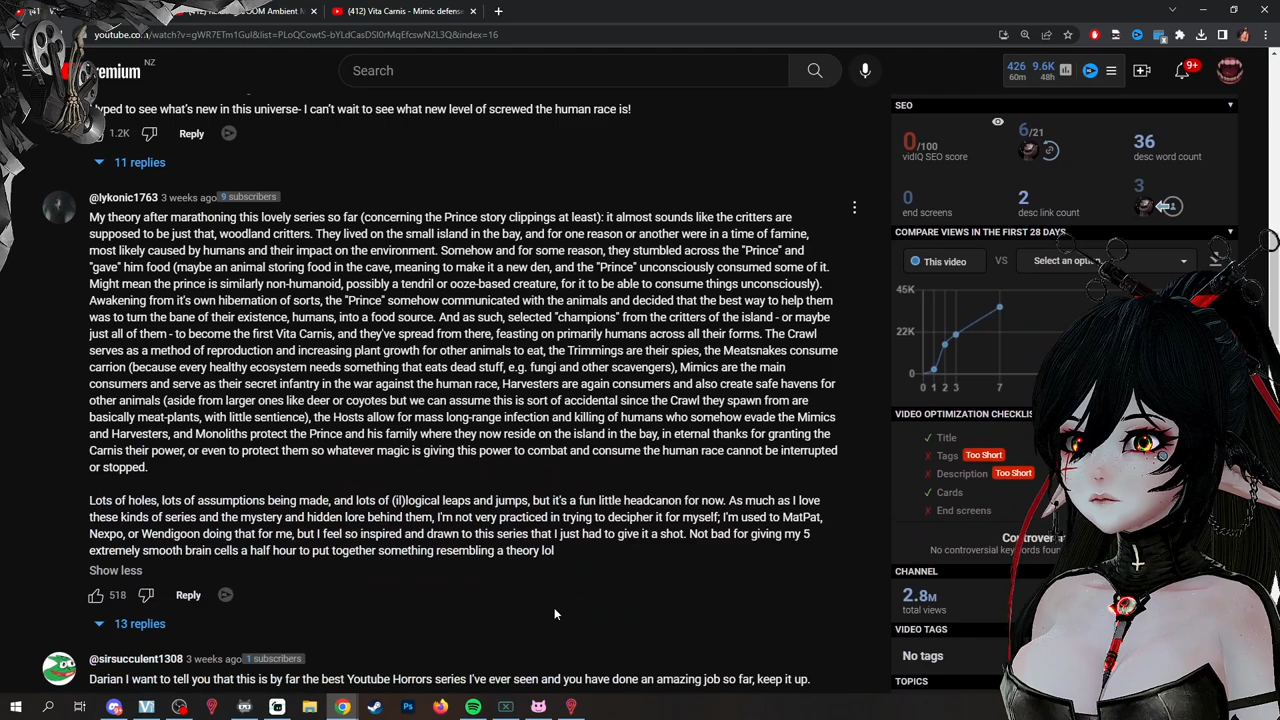 (412) Vita Carnis - Mimic defense
youtube.com/watch?v=gWR7ETm1GuI&list=PLoQCowtS-bYLdCasDSl0rMqEfcswN2L3Q&index=16
NZ
Search
426 60m
9.6K 48h
9+
yped to see what's new in this universe- I can't wait to see what new level of screwed the human race is!
1.2K
Reply
11 replies
@lykonic1763 3 weeks ago 9 subscribers
My theory after marathoning this lovely series so far (concerning the Prince story clippings at least): it almost sounds like the critters are
supposed to be just that, woodland critters. They lived on the small island in the bay, and for one reason or another were in a time of famine,
most likely caused by humans and their impact on the environment. Somehow and for some reason, they stumbled across the "Prince" and
"gave" him food (maybe an animal storing food in the cave, meaning to make it a new den, and the "Prince" unconsciously consumed some of it.
Might mean the prince is similarly non-humanoid, possibly a tendril or ooze-based creature, for it to be able to consume things unconsciously).
Awakening from it's own hibernation of sorts, the "Prince" somehow communicated with the animals and decided that the best way to help them
was to turn the bane of their existence, humans, into a food source. And as such, selected "champions" from the critters of the island - or maybe
just all of them - to become the first Vita Carnis, and they've spread from there, feasting on primarily humans across all their forms. The Crawl
serves as a method of reproduction and increasing plant growth for other animals to eat, the Trimmings are their spies, the Meatsnakes consume
carrion (because every healthy ecosystem needs something that eats dead stuff, e.g. fungi and other scavengers), Mimics are the main
consumers and serve as their secret infantry in the war against the human race, Harvesters are again consumers and also create safe havens for
other animals (aside from larger ones like deer or coyotes but we can assume this is sort of accidental since the Crawl they spawn from are
basically meat-plants, with little sentience), the Hosts allow for mass long-range infection and killing of humans who somehow evade the Mimics
and Harvesters, and Monoliths protect the Prince and his family where they now reside on the island in the bay, in eternal thanks for granting the
Carnis their power, or even to protect them so whatever magic is giving this power to combat and consume the human race cannot be interrupted
or stopped.
Lots of holes, lots of assumptions being made, and lots of (il)logical leaps and jumps, but it's a fun little headcanon for now. As much as I love
these kinds of series and the mystery and hidden lore behind them, I'm not very practiced in trying to decipher it for myself; I'm used to MatPat,
Nexpo, or Wendigoon doing that for me, but I feel so inspired and drawn to this series that I just had to give it a shot. Not bad for giving my 5
extremely smooth brain cells a half hour to put together something resembling a theory lol
Show less
518
Reply
13 replies
@sirsucculent1308 3 weeks ago 1 subscribers
Darian I want to tell you that this is by far the best Youtube Horrors series I've ever seen and you have done an amazing job so far, keep it up.
SEO
0/100
vidIQ SEO score
6/21
36
desc word count
0
end screens
2
link count
3
COMPARE VIEWS IN THE FIRST 28 DAYS
This video
VS
Select an option
45K
22K
0
0 1 2 3 7
VIDEO OPTIMIZATION CHECKLIS
Title
Tags Too Short
Description Too Short
Cards
End screens
No controversial keywords foun
CHANNEL
2.8M
total views
VIDEO TAGS
No tags
TOPICS